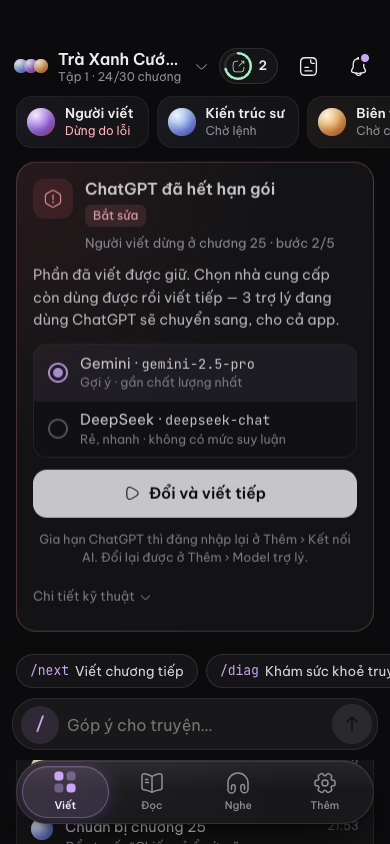 Trà Xanh Cướ...
Tập 1 · 24/30 chương
2
Người viết
Dừng do lỗi
Kiến trúc sư
Chờ lệnh
Biên
Chờ
ChatGPT đã hết hạn gói
Bắt sửa
Người viết dừng ở chương 25 · bước 2/5
Phần đã viết được giữ. Chọn nhà cung cấp
còn dùng được rồi viết tiếp — 3 trợ lý đang
dùng ChatGPT sẽ chuyển sang, cho cả app.
Gemini · gemini-2.5-pro
Gợi ý · gần chất lượng nhất
DeepSeek · deepseek-chat
Rẻ, nhanh · không có mức suy luận
Đổi và viết tiếp
Gia hạn ChatGPT thì đăng nhập lại ở Thêm › Kết nối
AI. Đổi lại được ở Thêm › Model trợ lý.
Chi tiết kỹ thuật
/next Viết chương tiếp
/diag Khám sức khoẻ truy
/ Góp ý cho truyện...
Viết
Đọc
Nghe
Thêm
Chuẩn bị chương 25
21:53